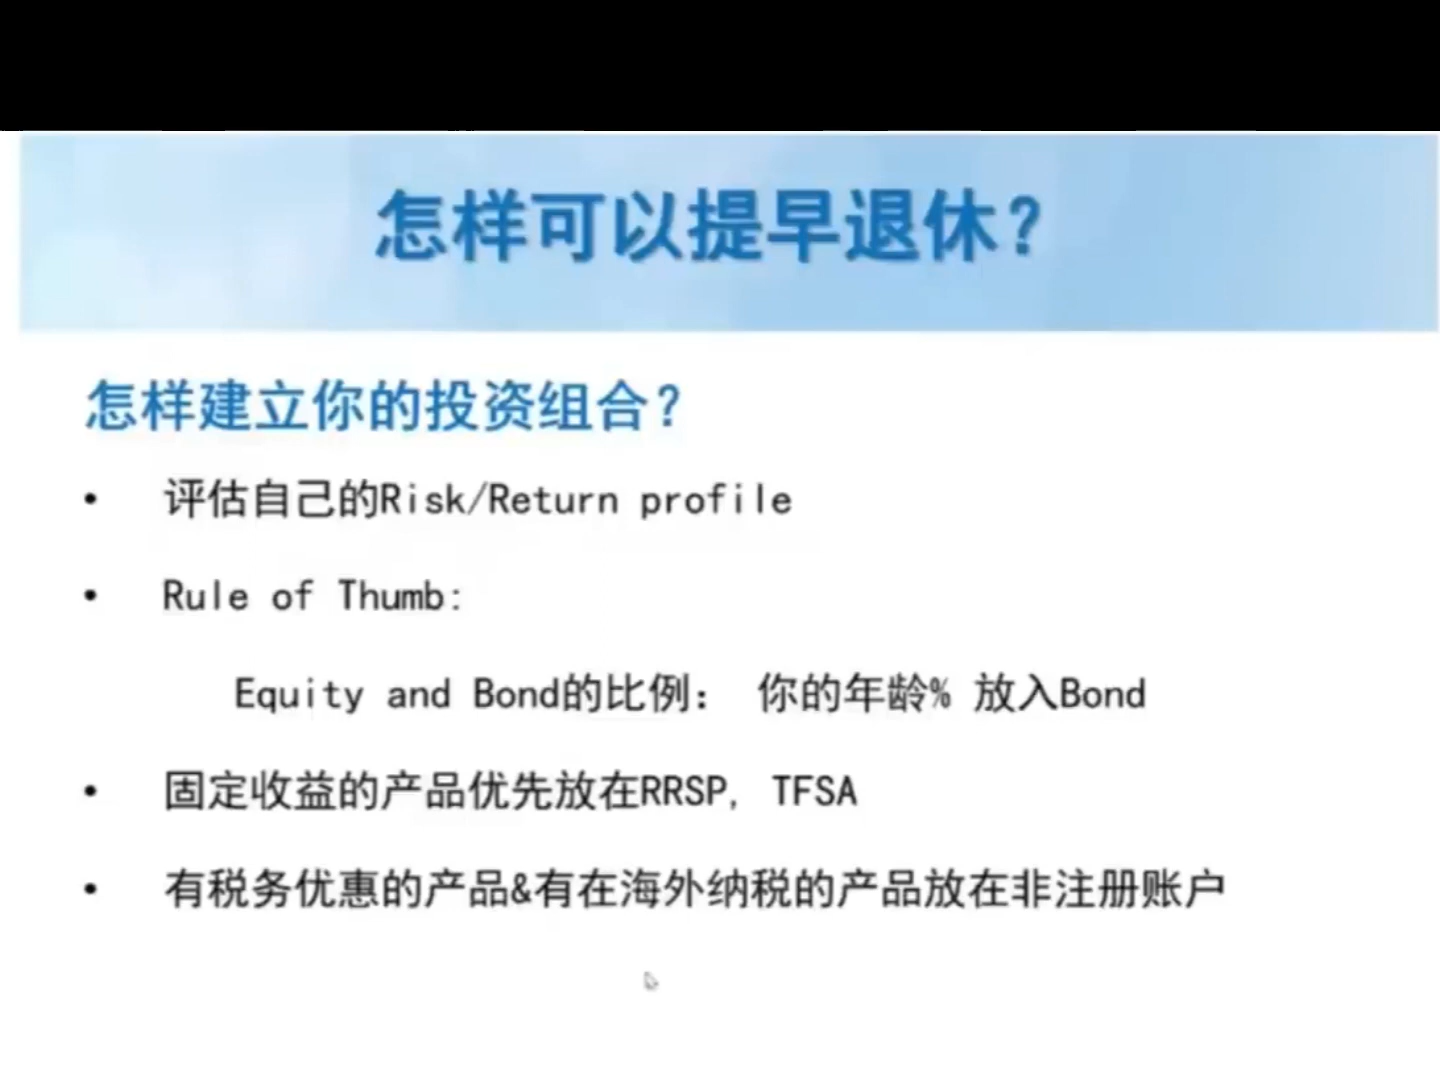 怎样可以提早退休？
怎样建立你的投资组合？
• 评估自己的Risk/Return profile
• Rule of Thumb:
Equity and Bond的比例： 你的年龄% 放入Bond
• 固定收益的产品优先放在RRSP, TFSA
• 有税务优惠的产品&有在海外纳税的产品放在非注册账户